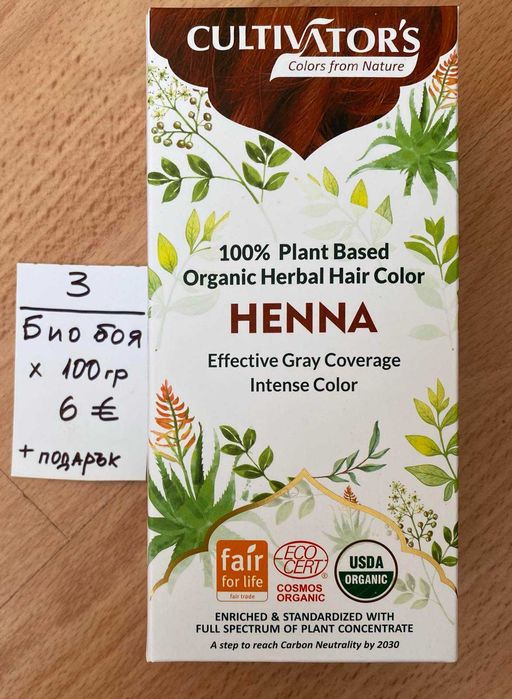 CULTIVATOR'S
Colors from Nature
100% Plant Based
Organic Herbal Hair Color
HENNA
Effective Gray Coverage
Intense Color
3
Био боя
х 100гр
6 €
+ подарък
fair
for life
fair trade
ECO
CERT
COSMOS
ORGANIC
USDA
ORGANIC
ENRICHED & STANDARDIZED WITH
FULL SPECTRUM OF PLANT CONCENTRATE
A step to reach Carbon Neutrality by 2030